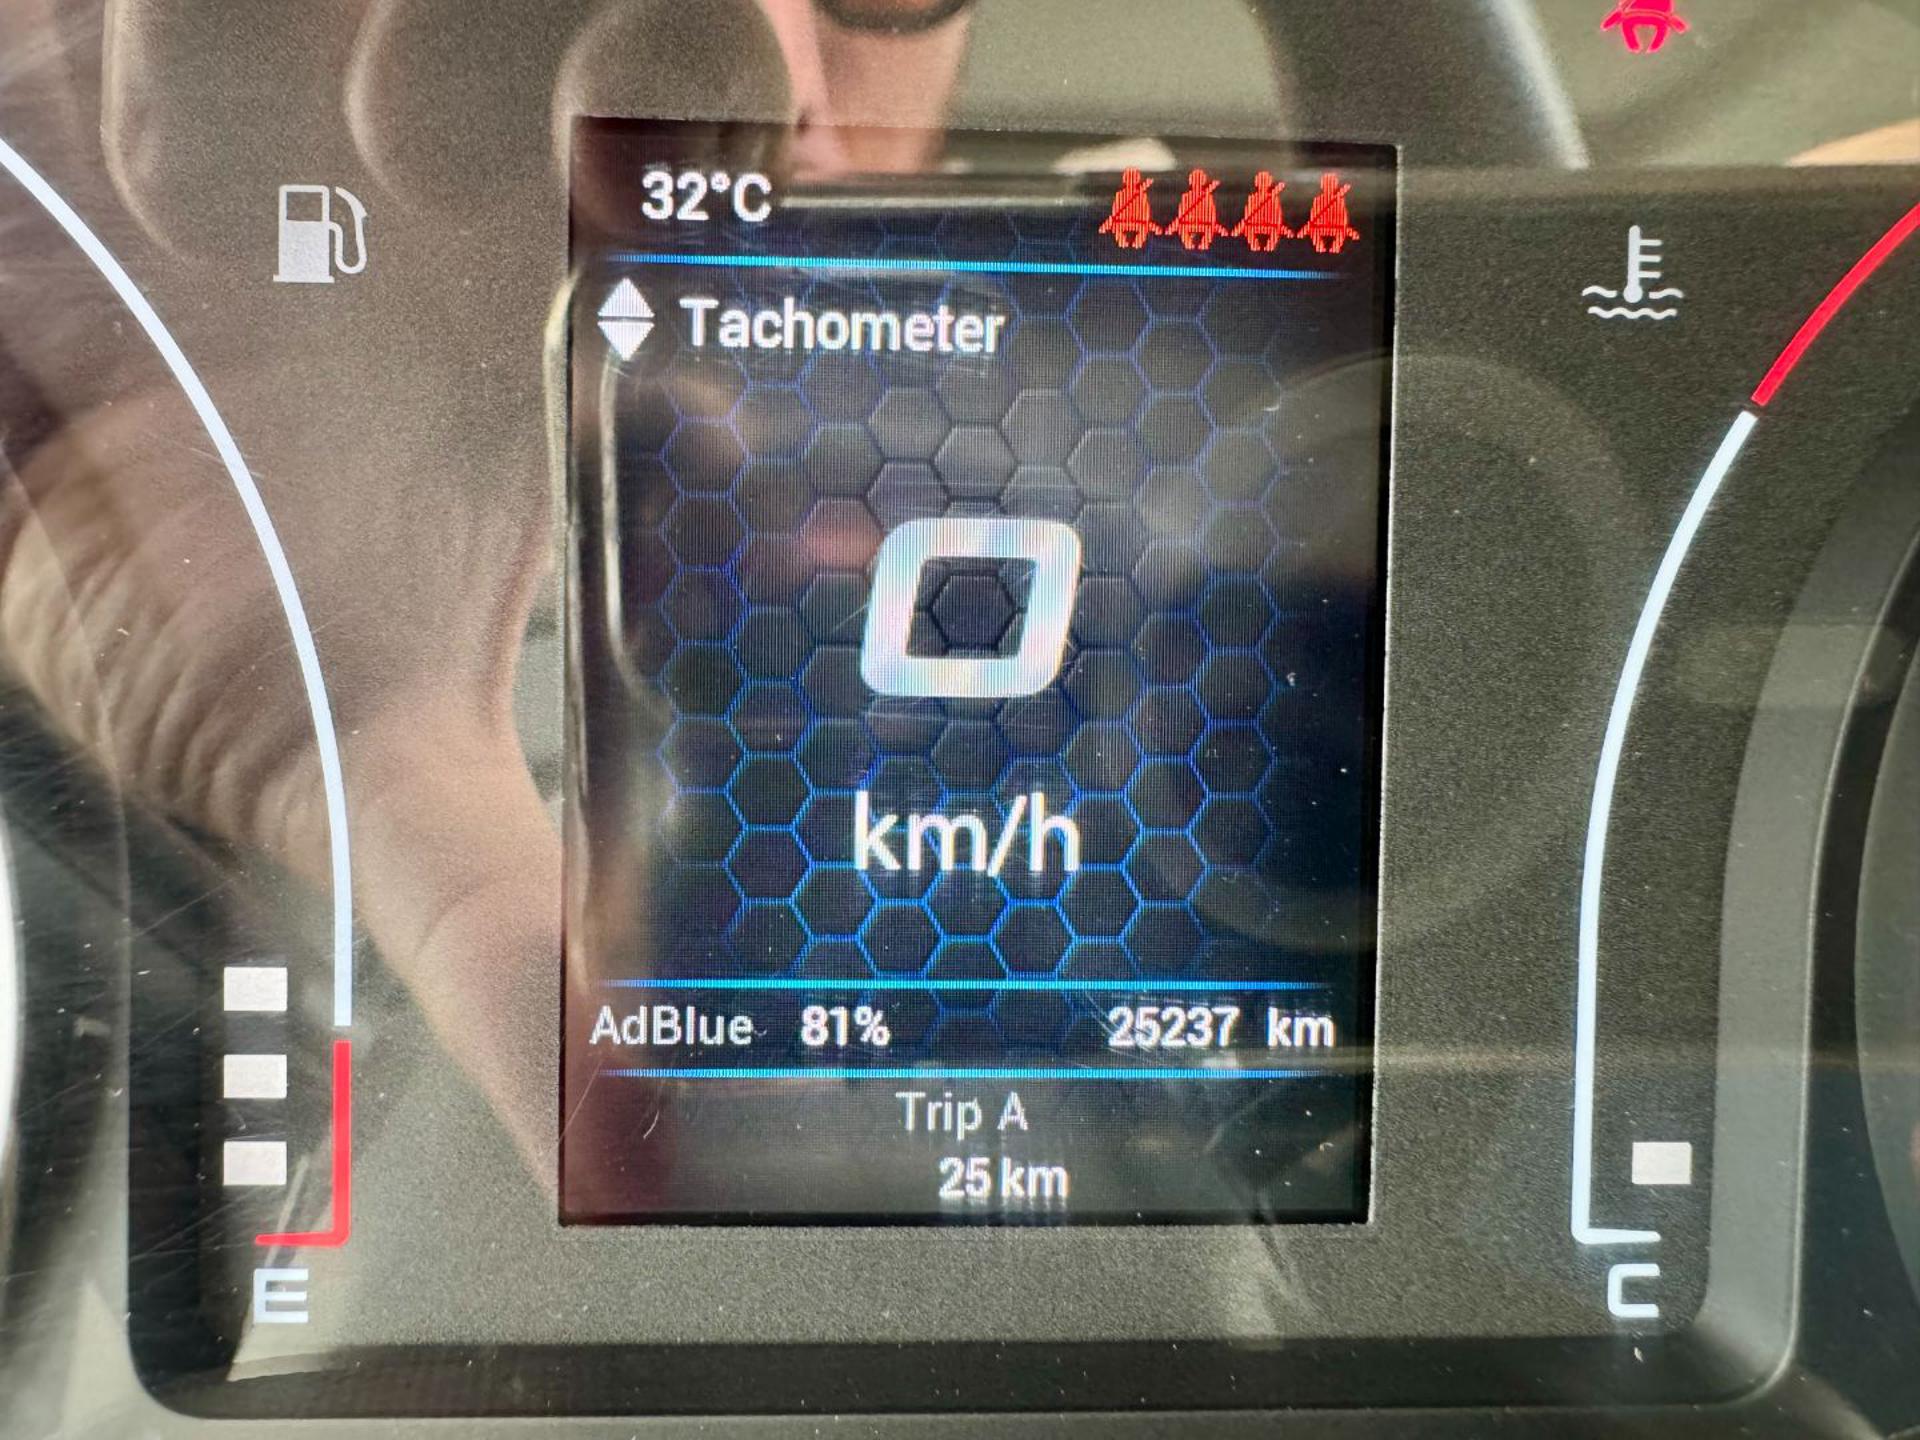 32°C
Tachometer
0
km/h
AdBlue 81% 25237 km
Trip A
25 km
E
C